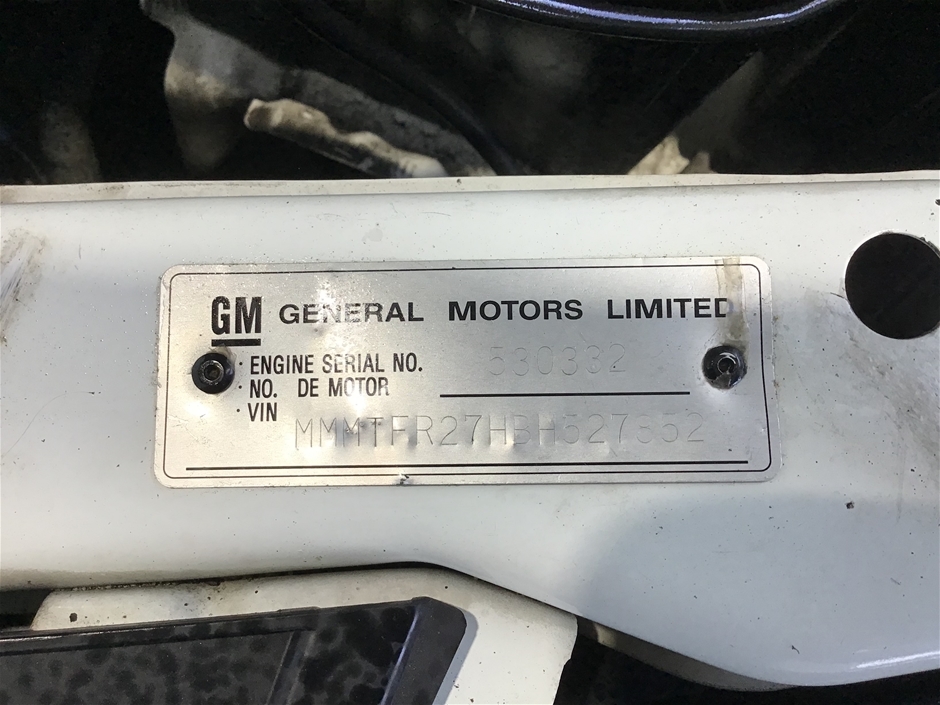 GM GENERAL MOTORS LIMITED
· ENGINE SERIAL NO. 530332
· NO. DE MOTOR
· VIN
MMMTFR27HBH527352